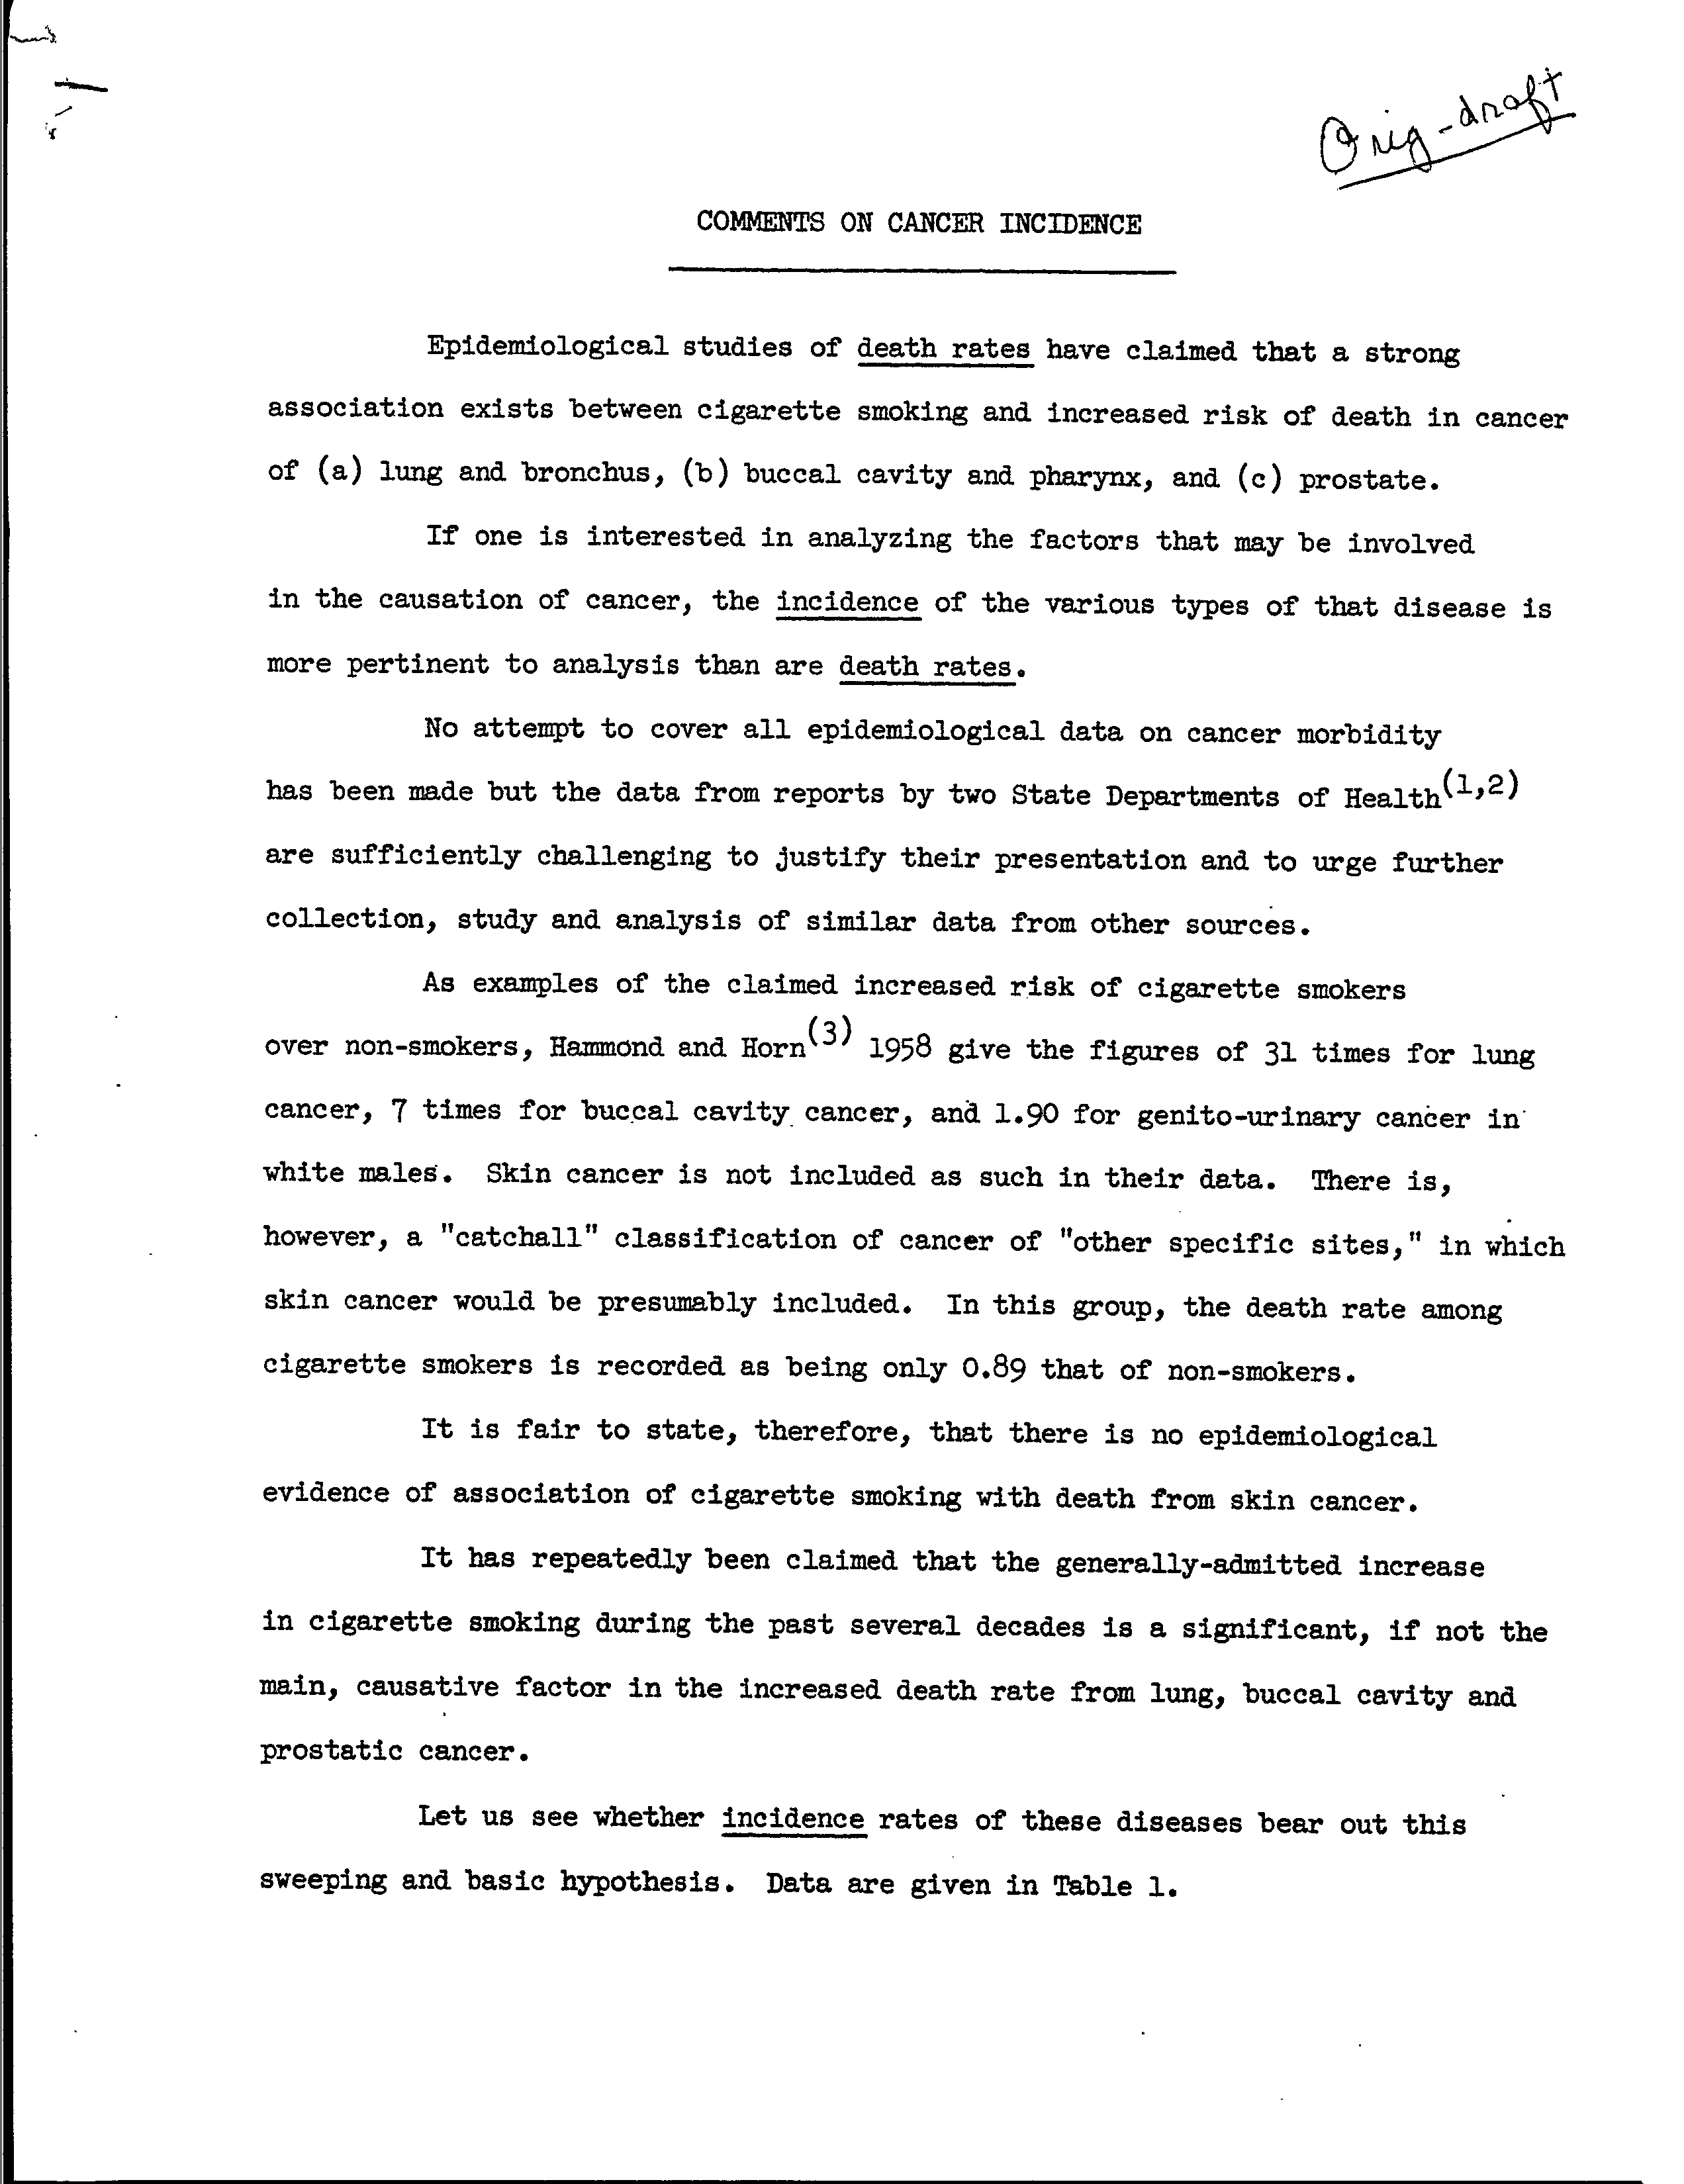 Orig-draft
COMMENTS ON CANCER INCIDENCE
Epidemiological studies of death rates have claimed that a strong
association exists between cigarette smoking and increased risk of death in cancer
of (a) lung and bronchus, (b) buccal cavity and pharynx, and (c) prostate.
If one is interested in analyzing the factors that may be involved
in the causation of cancer, the incidence of the various types of that disease is
more pertinent to analysis than are death rates.
No attempt to cover all epidemiological data on cancer morbidity
has been made but the data from reports by two State Departments of Health(1,2)
are sufficiently challenging to justify their presentation and to urge further
collection, study and analysis of similar data from other sources.
As examples of the claimed increased risk of cigarette smokers
over non-smokers, Hammond and Horn(3) 1958 give the figures of 31 times for lung
cancer, 7 times for buccal cavity cancer, and 1.90 for genito-urinary cancer in
white males. Skin cancer is not included as such in their data. There is,
however, a "catchall" classification of cancer of "other specific sites," in which
skin cancer would be presumably included. In this group, the death rate among
cigarette smokers is recorded as being only 0.89 that of non-smokers.
It is fair to state, therefore, that there is no epidemiological
evidence of association of cigarette smoking with death from skin cancer.
It has repeatedly been claimed that the generally-admitted increase
in cigarette smoking during the past several decades is a significant, if not the
main, causative factor in the increased death rate from lung, buccal cavity and
prostatic cancer.
Let us see whether incidence rates of these diseases bear out this
sweeping and basic hypothesis. Data are given in Table 1.